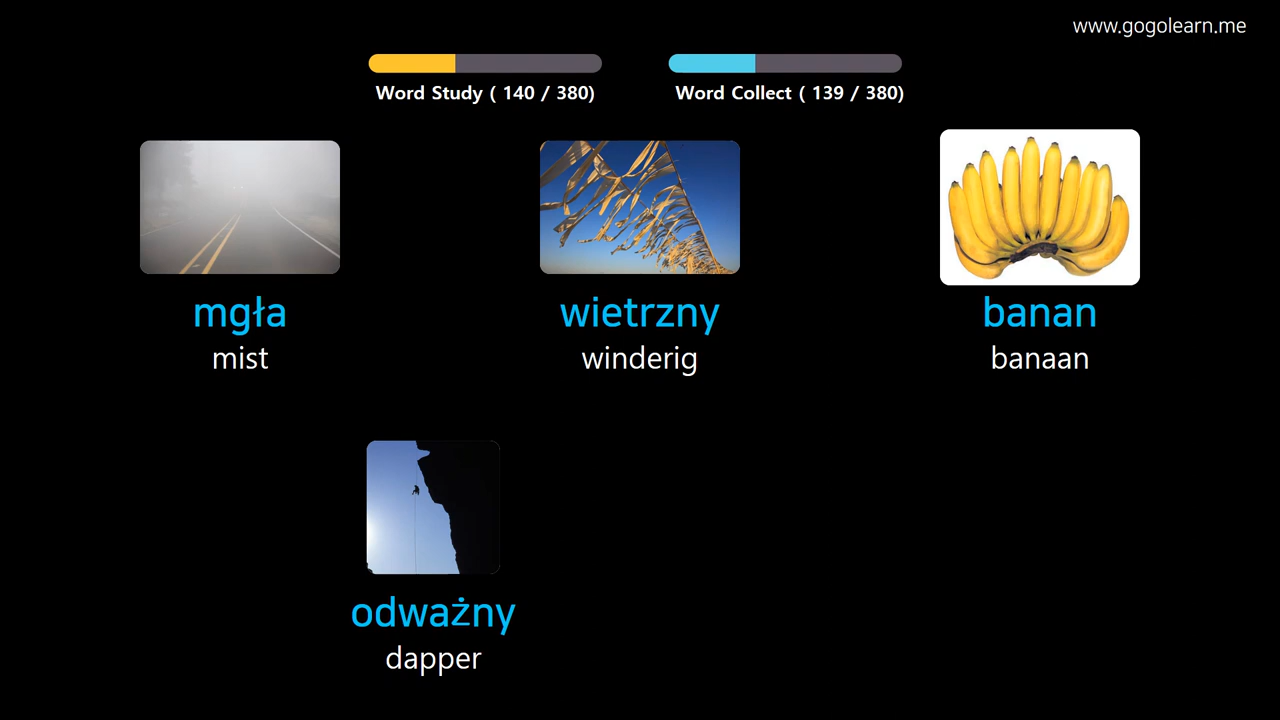 www.gogolearn.me
Word Study ( 140 / 380)
Word Collect ( 139 / 380)
mgła
wietrzny
banan
mist
winderig
banaan
odważny
dapper